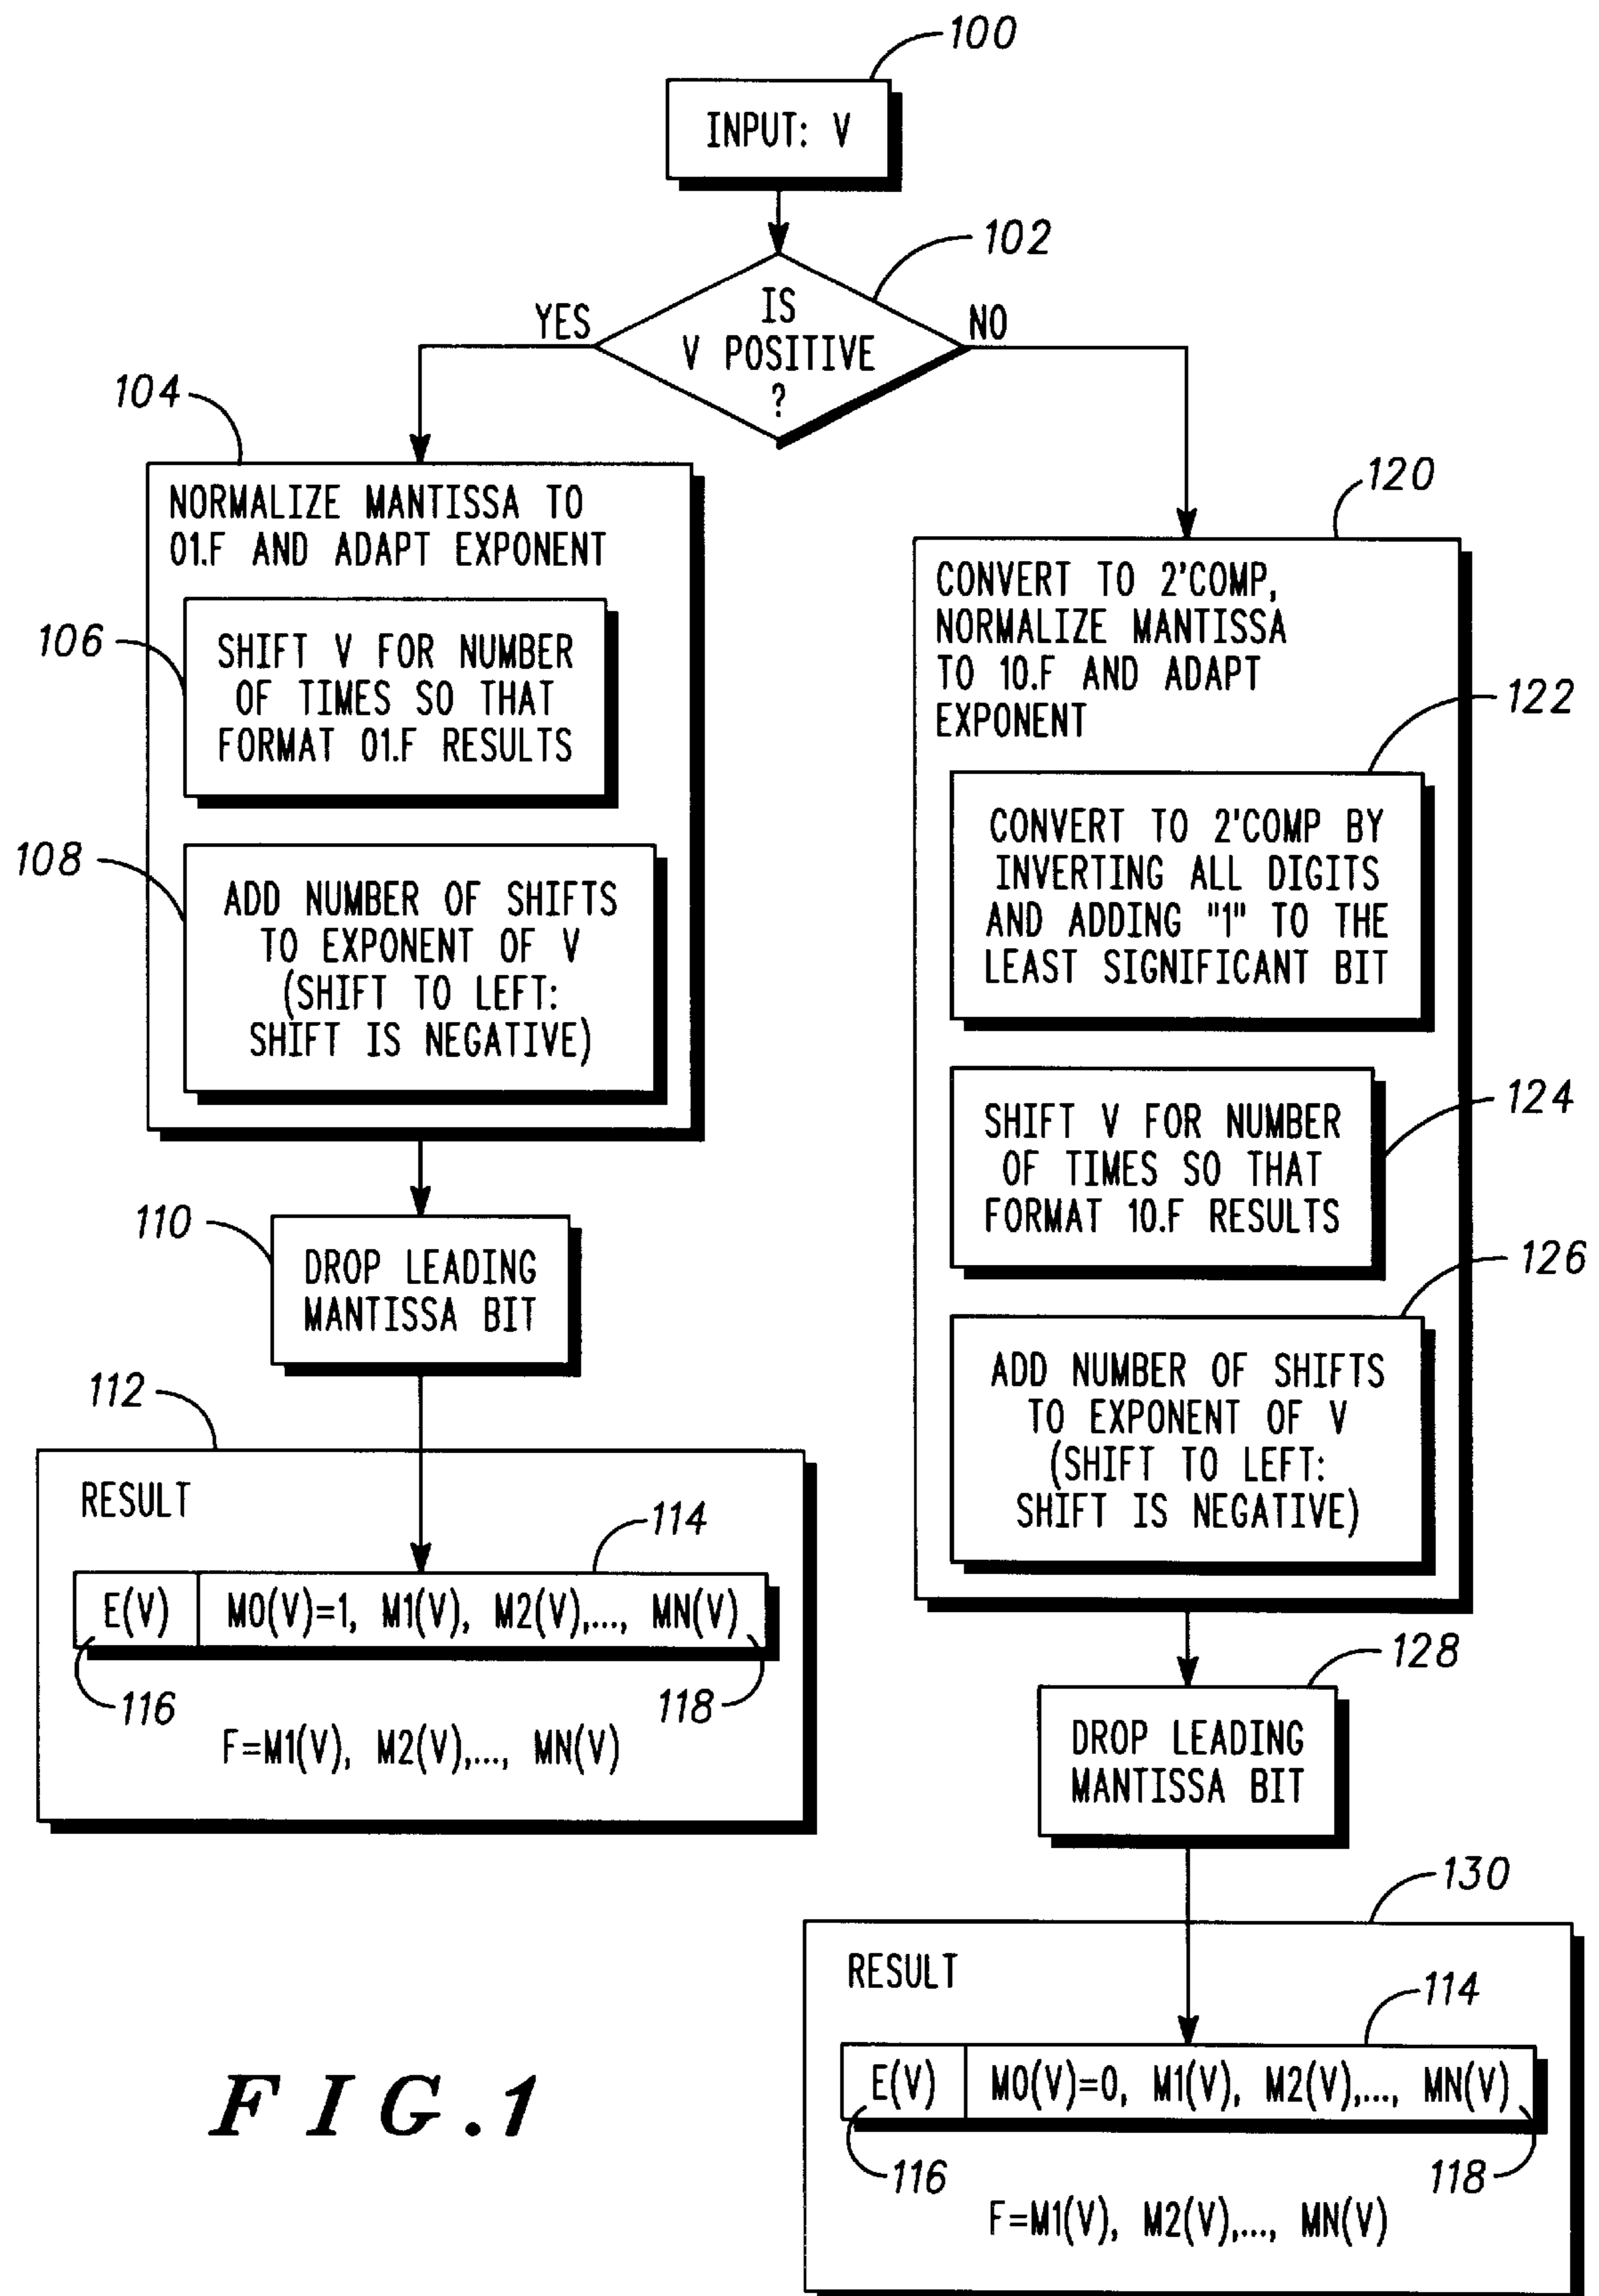 100
INPUT: V
102
IS
V POSITIVE
?
YES
NO
104
NORMALIZE MANTISSA TO
01.F AND ADAPT EXPONENT
106
SHIFT V FOR NUMBER
OF TIMES SO THAT
FORMAT 01.F RESULTS
108
ADD NUMBER OF SHIFTS
TO EXPONENT OF V
(SHIFT TO LEFT:
SHIFT IS NEGATIVE)
110
DROP LEADING
MANTISSA BIT
112
RESULT
114
E(V)
M0(V)=1, M1(V), M2(V),..., MN(V)
116
118
F=M1(V), M2(V),..., MN(V)
120
CONVERT TO 2'COMP,
NORMALIZE MANTISSA
TO 10.F AND ADAPT
EXPONENT
122
CONVERT TO 2'COMP BY
INVERTING ALL DIGITS
AND ADDING "1" TO THE
LEAST SIGNIFICANT BIT
124
SHIFT V FOR NUMBER
OF TIMES SO THAT
FORMAT 10.F RESULTS
126
ADD NUMBER OF SHIFTS
TO EXPONENT OF V
(SHIFT TO LEFT:
SHIFT IS NEGATIVE)
128
DROP LEADING
MANTISSA BIT
130
RESULT
114
E(V)
M0(V)=0, M1(V), M2(V),..., MN(V)
116
118
F=M1(V), M2(V),..., MN(V)
FIG.1